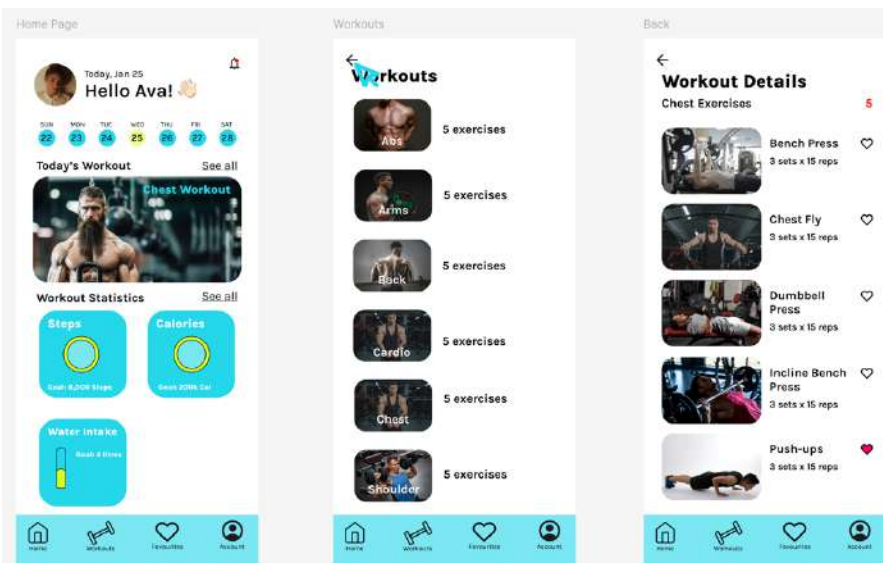 Home Page
Today, Jan 25
Hello Ava!
SUN MON TUE WED THU FRI SAT
22 23 24 25 26 27 28
Today's Workout See all
Chest Workout
Workout Statistics See all
Steps
Goal: 8,000 Steps
Calories
Water Intake
Home Workouts Favourites Account
Workouts
Workouts
Abs
5 exercises
Arms
5 exercises
Back
5 exercises
Cardio
5 exercises
Chest
5 exercises
Shoulder
5 exercises
Home Workouts Favourites Account
Back
Workout Details
Chest Exercises 5
Bench Press
3 sets x 15 reps
Chest Fly
3 sets x 15 reps
Dumbbell
Press
3 sets x 15 reps
Incline Bench
Press
3 sets x 15 reps
Push-ups
3 sets x 15 reps
Home Workouts Favourites Account